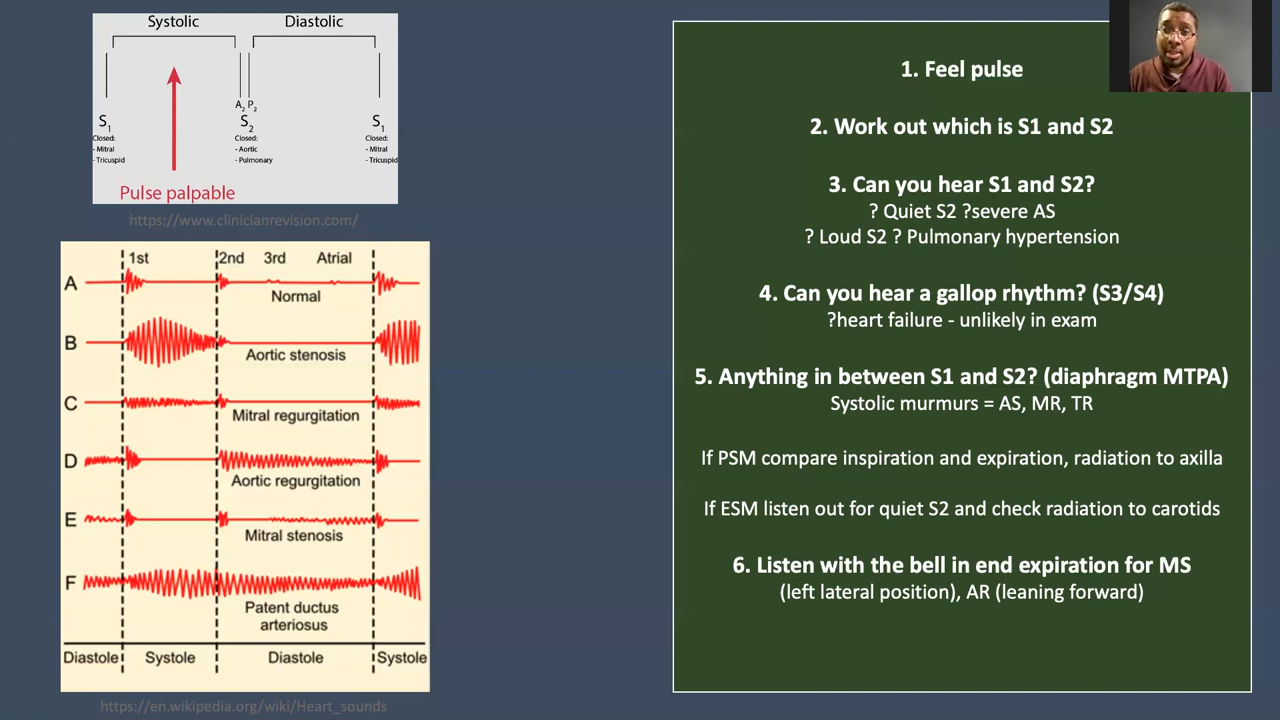 Systolic
Diastolic
A2 P2
S1
S2
S1
Closed:
- Mitral
- Tricuspid
Closed:
- Aortic
- Pulmonary
Closed:
- Mitral
- Tricuspid
Pulse palpable
https://www.clinicianrevision.com/
1st
2nd
3rd
Atrial
A
Normal
B
Aortic stenosis
C
Mitral regurgitation
D
Aortic regurgitation
E
Mitral stenosis
F
Patent ductus
arteriosus
Diastole
Systole
Diastole
Systole
https://en.wikipedia.org/wiki/Heart_sounds
1. Feel pulse
2. Work out which is S1 and S2
3. Can you hear S1 and S2?
? Quiet S2 ?severe AS
? Loud S2 ? Pulmonary hypertension
4. Can you hear a gallop rhythm? (S3/S4)
?heart failure - unlikely in exam
5. Anything in between S1 and S2? (diaphragm MTPA)
Systolic murmurs = AS, MR, TR
If PSM compare inspiration and expiration, radiation to axilla
If ESM listen out for quiet S2 and check radiation to carotids
6. Listen with the bell in end expiration for MS
(left lateral position), AR (leaning forward)